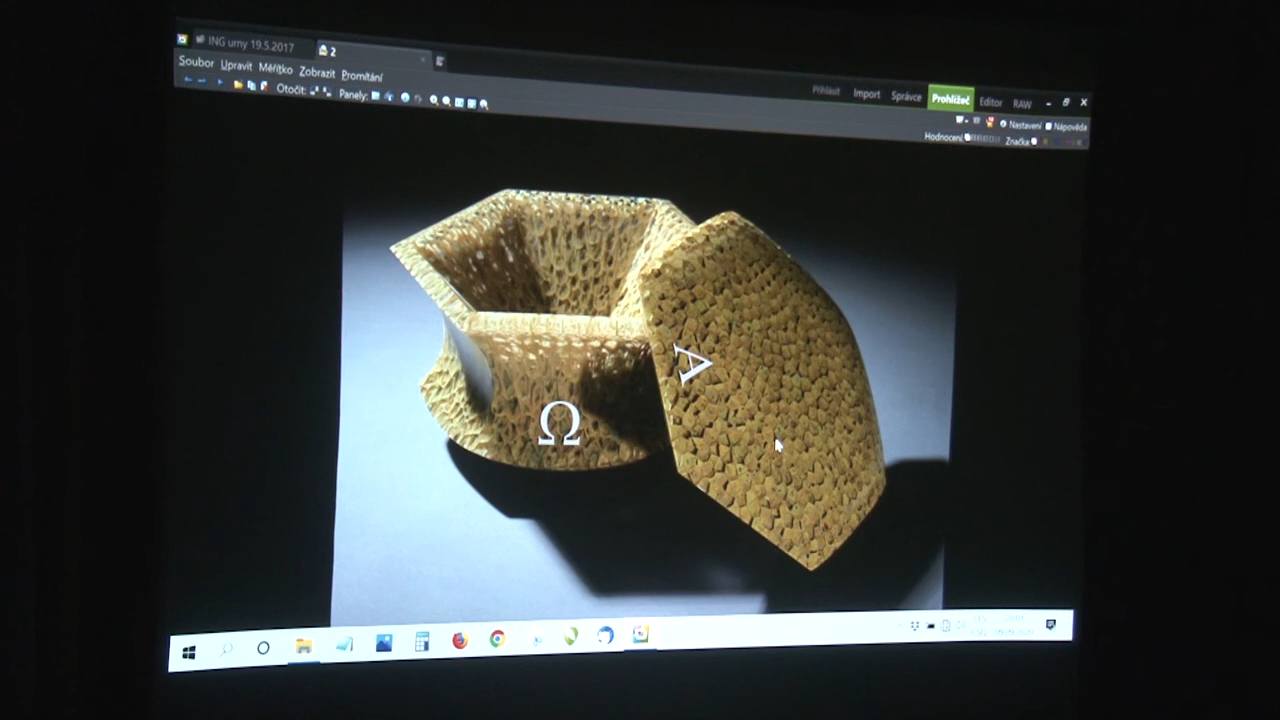 ING urny 19.5.2017
2
Soubor Upravit Měřítko Zobrazit Promítání
Otočit: Panely:
Přihlásit Import Správce Prohlížeč Editor RAW
Nastavení Nápověda
Hodnocení: Značka:
A
Ω